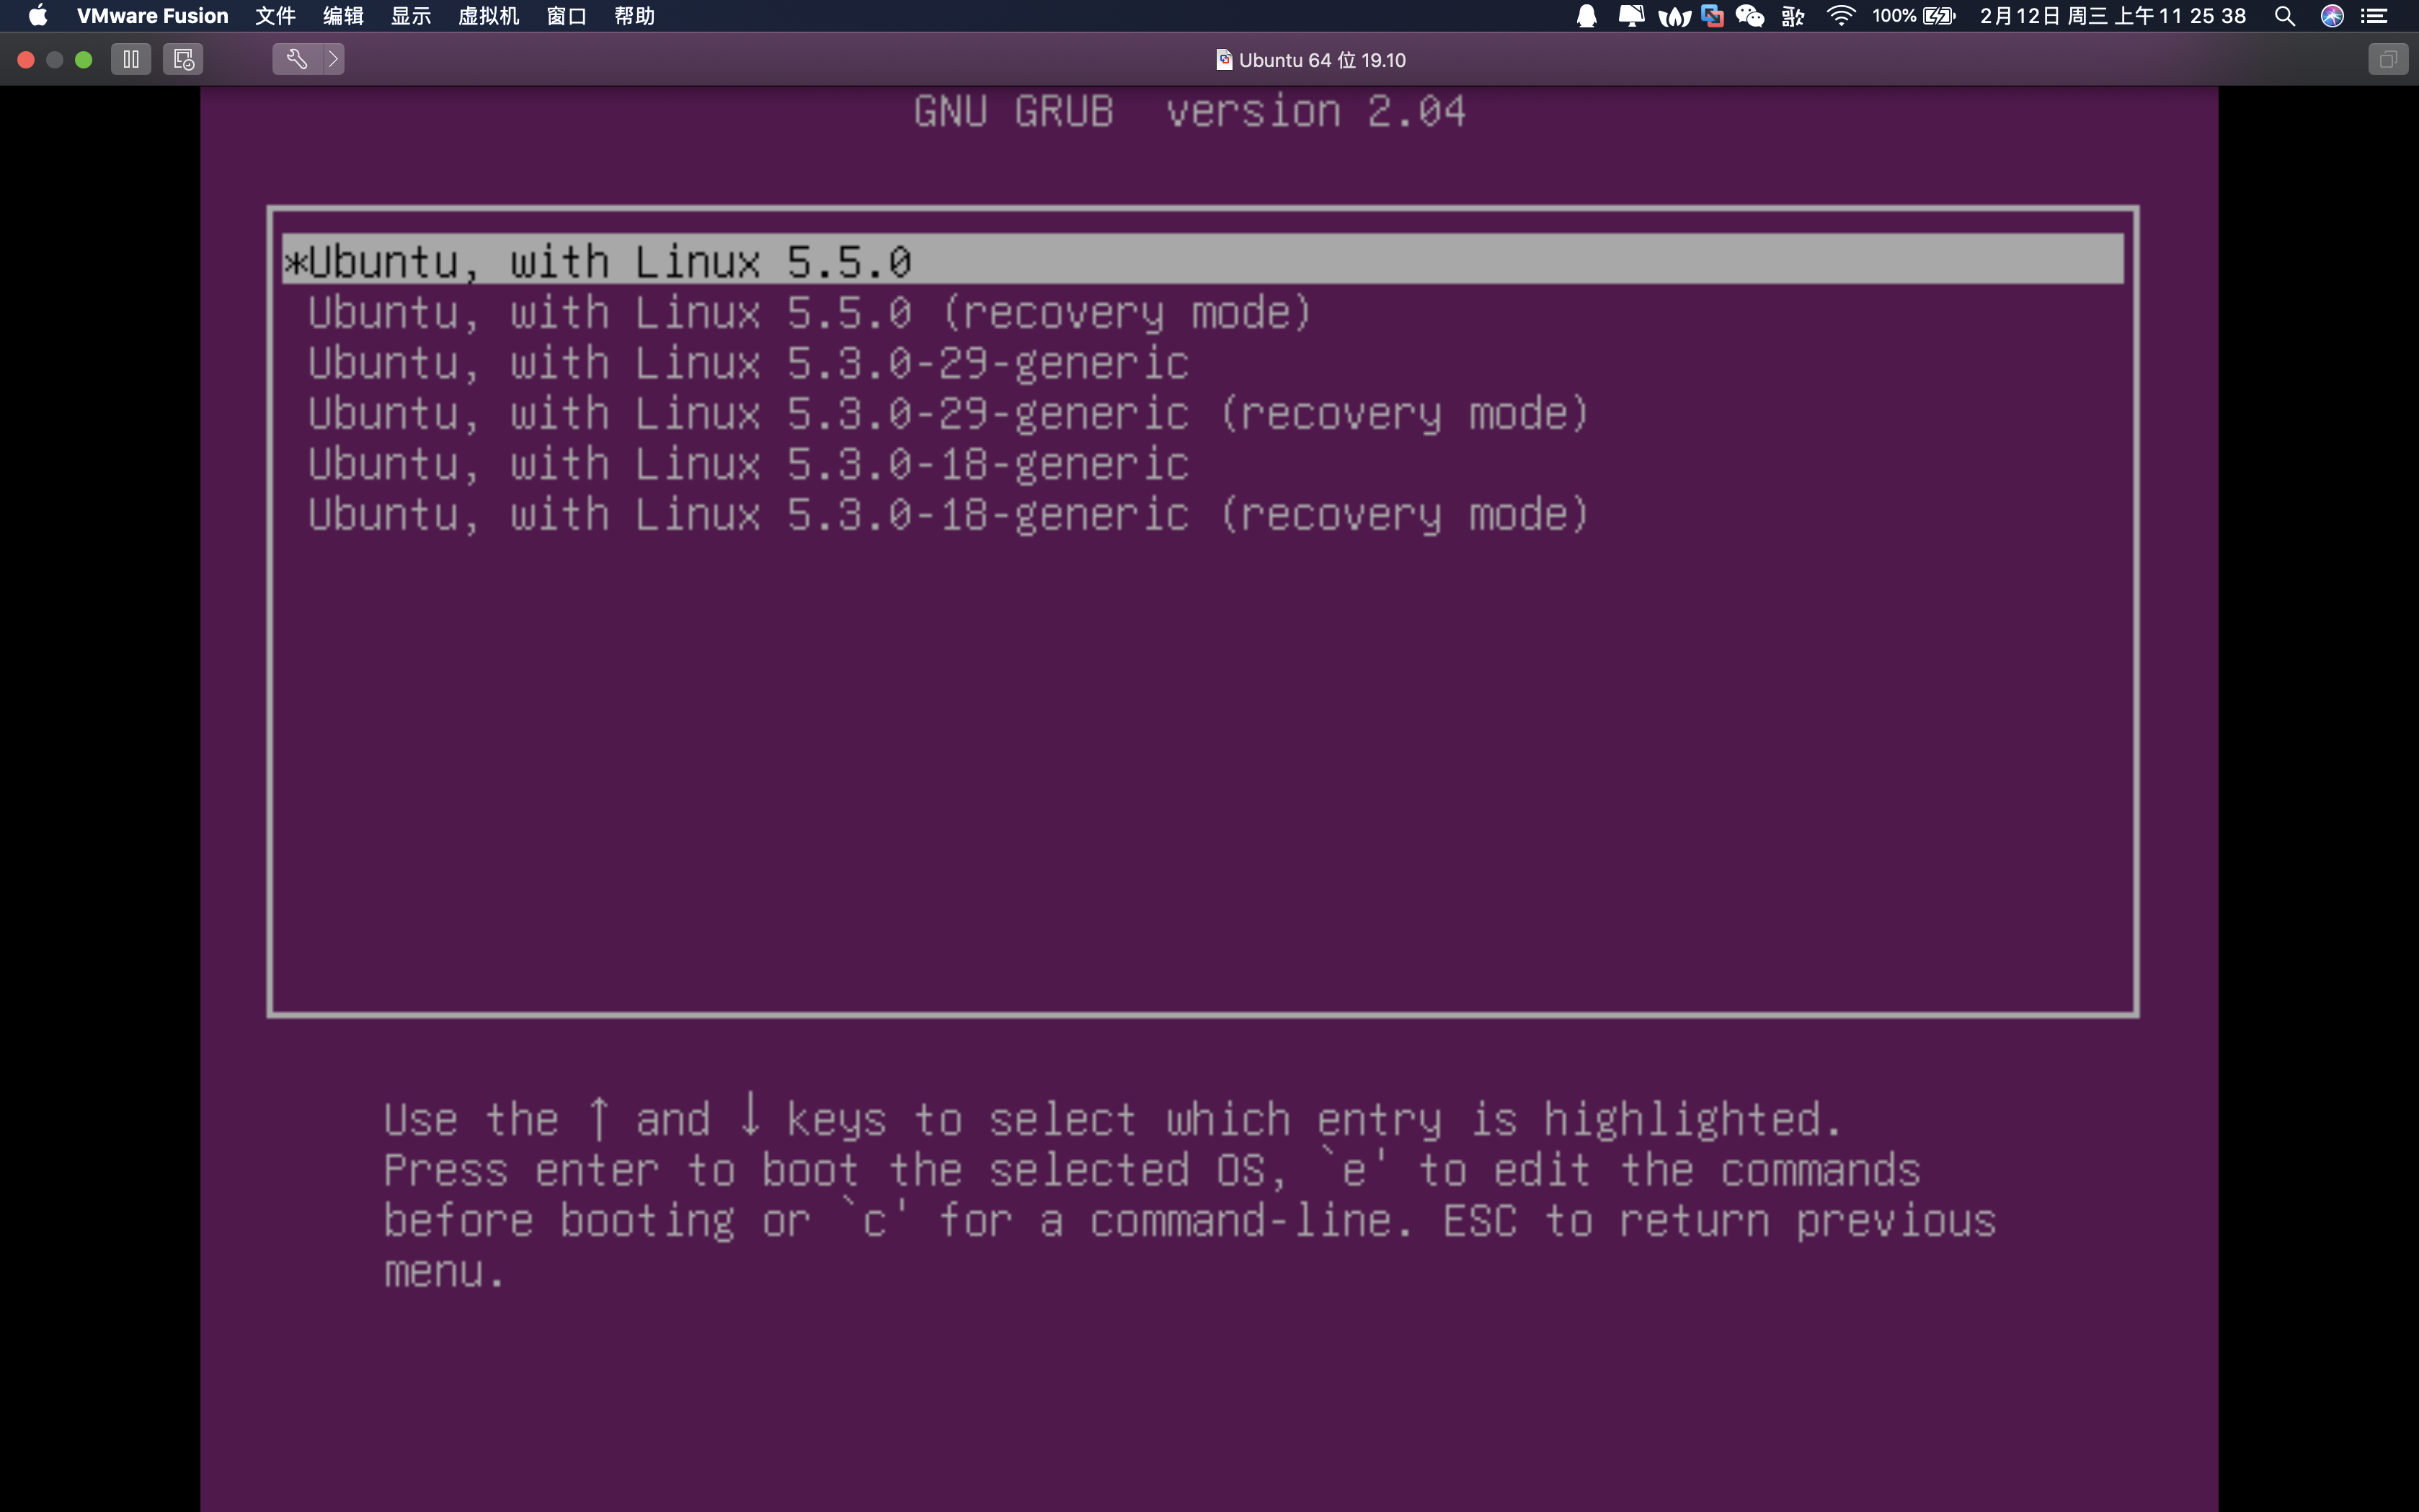 VMware Fusion 文件 编辑 显示 虚拟机 窗口 帮助 歌 100% 2月12日 周三 上午11 25 38
Ubuntu 64 位 19.10
GNU GRUB version 2.04
*Ubuntu, with Linux 5.5.0
Ubuntu, with Linux 5.5.0 (recovery mode)
Ubuntu, with Linux 5.3.0-29-generic
Ubuntu, with Linux 5.3.0-29-generic (recovery mode)
Ubuntu, with Linux 5.3.0-18-generic
Ubuntu, with Linux 5.3.0-18-generic (recovery mode)
Use the ↑ and ↓ keys to select which entry is highlighted.
Press enter to boot the selected OS, `e' to edit the commands
before booting or `c' for a command-line. ESC to return previous
menu.